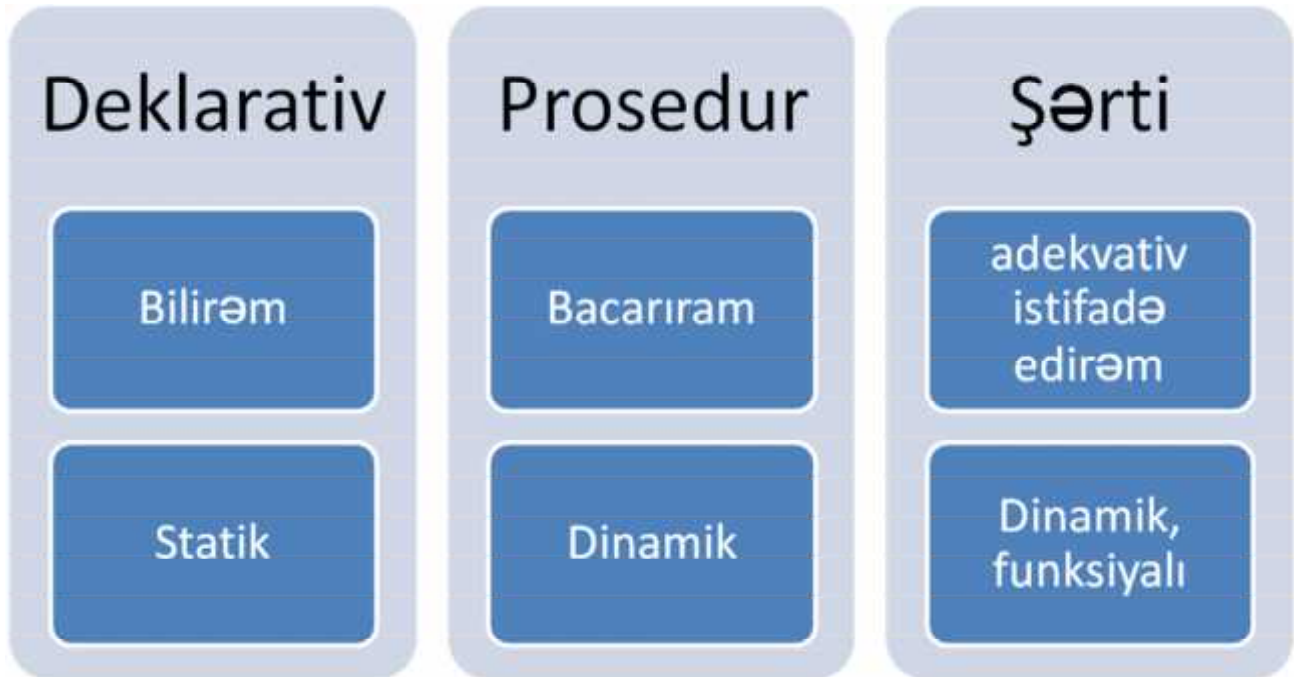 Deklarativ
Bilirəm
Statik
Prosedur
Bacarıram
Dinamik
Şərti
adekvativ
istifadə
edirəm
Dinamik,
funksiyalı